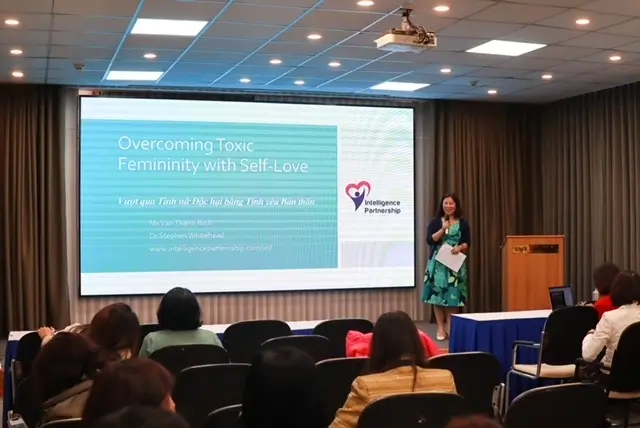 Overcoming Toxic
Femininity with Self-Love
Vượt qua Tính nữ Độc hại bằng Tình yêu Bản thân
Dr Stephen Whitehead
www.intelligencepartnership.com/vi/
Intelligence
Partnership